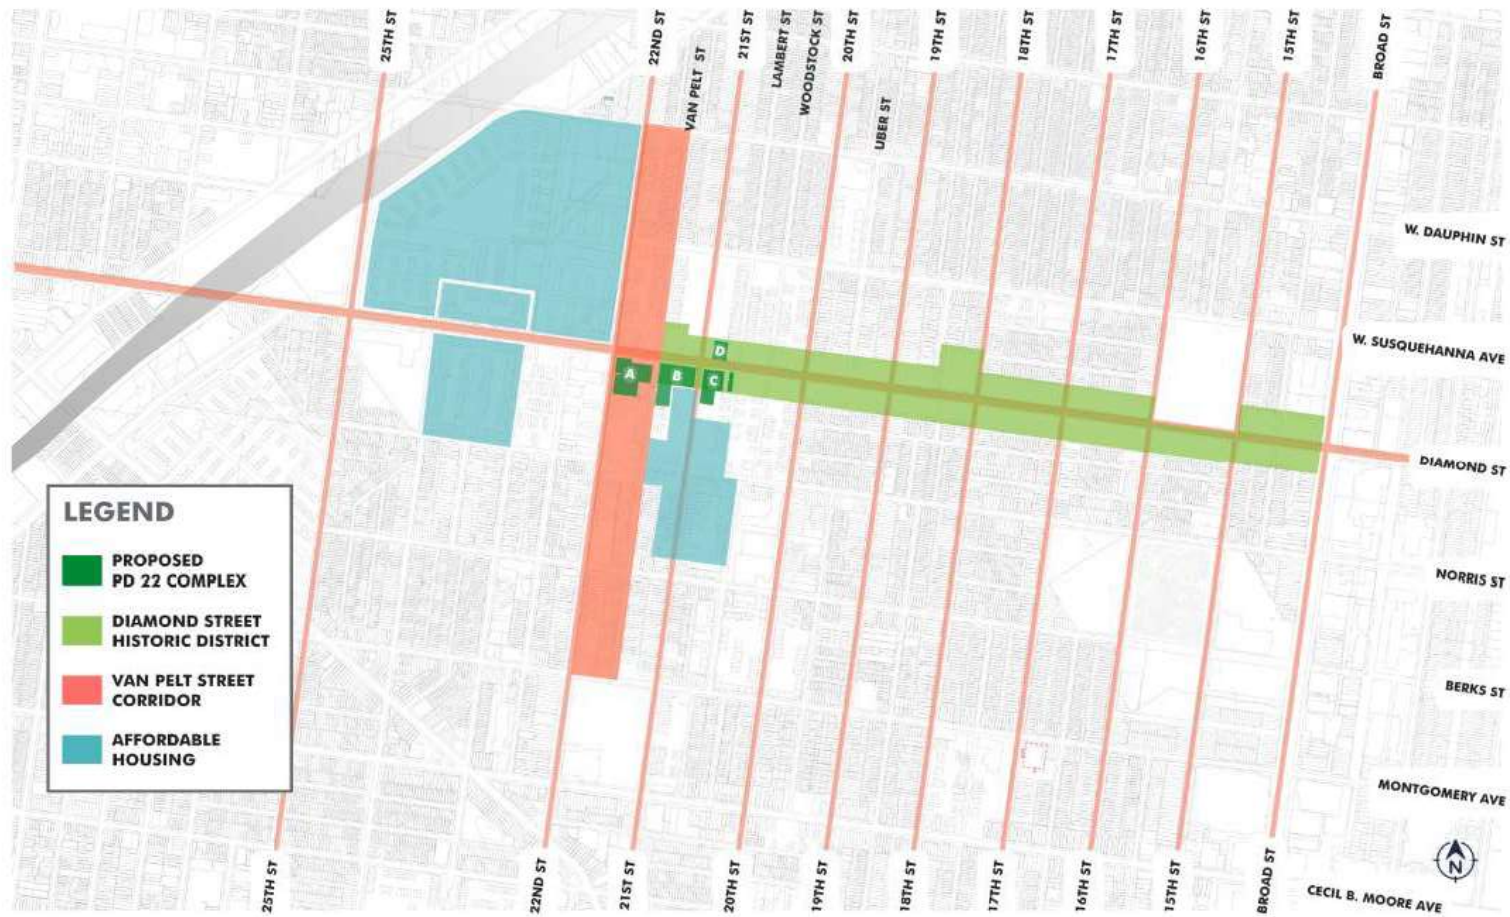 25TH ST
22ND ST
VAN PELT ST
21ST ST
LAMBERT ST
WOODSTOCK ST
20TH ST
UBER ST
19TH ST
18TH ST
17TH ST
16TH ST
15TH ST
BROAD ST
W. DAUPHIN ST
W. SUSQUEHANNA AVE
D
A
B
C
DIAMOND ST
LEGEND
PROPOSED
PD 22 COMPLEX
DIAMOND STREET
HISTORIC DISTRICT
VAN PELT STREET
CORRIDOR
AFFORDABLE
HOUSING
NORRIS ST
BERKS ST
MONTGOMERY AVE
N
25TH ST
22ND ST
21ST ST
20TH ST
19TH ST
18TH ST
17TH ST
16TH ST
15TH ST
BROAD ST
CECIL B. MOORE AVE